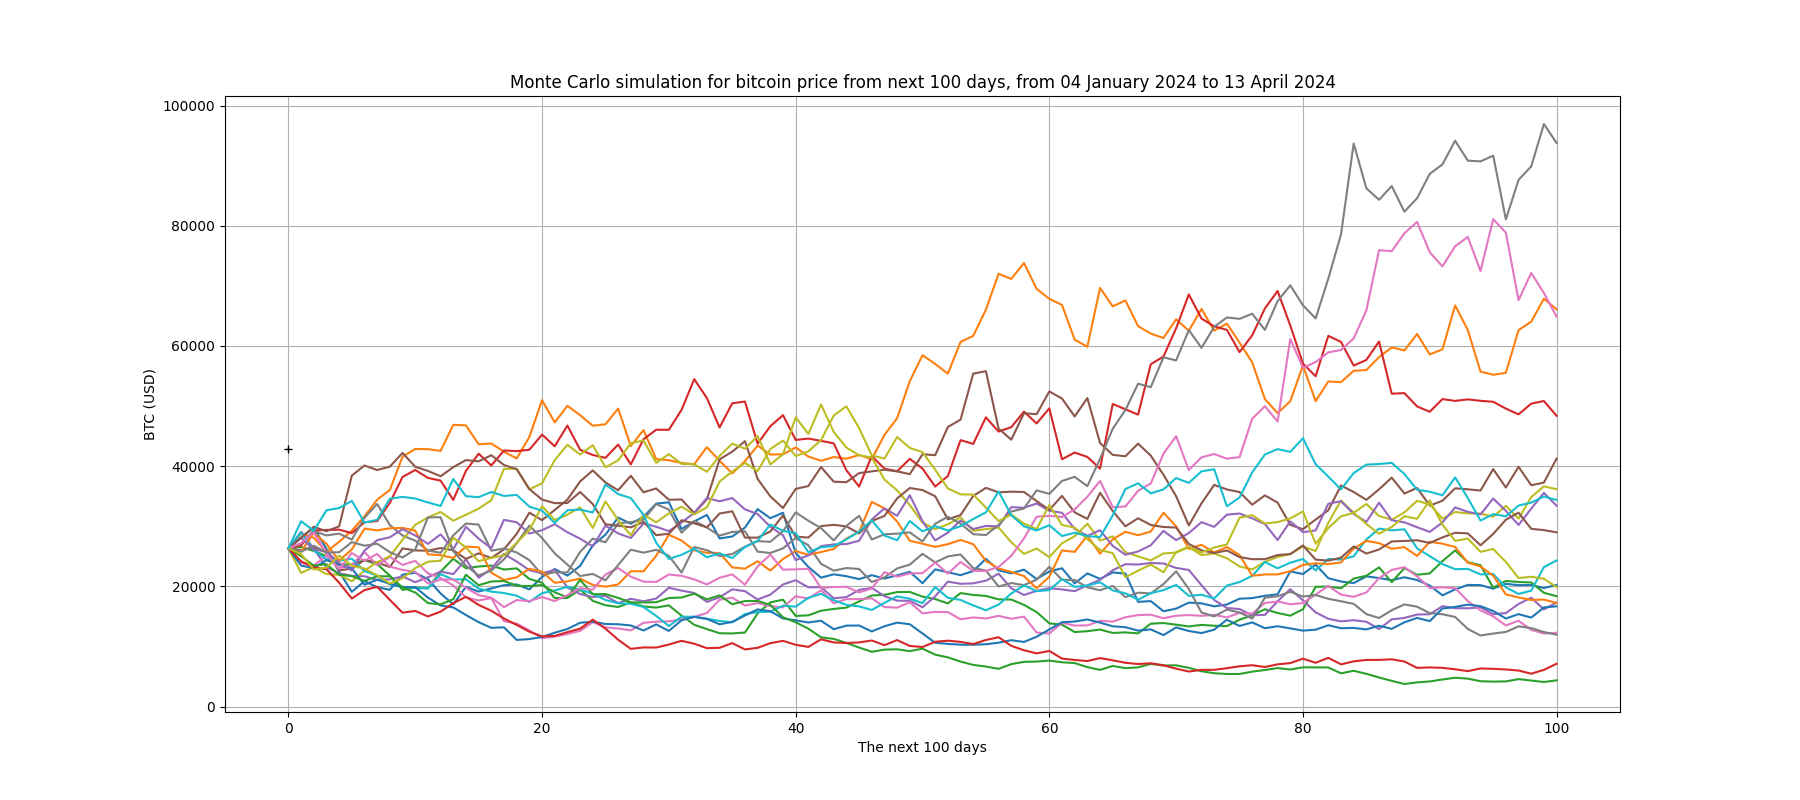 Monte Carlo simulation for bitcoin price from next 100 days, from 04 January 2024 to 13 April 2024
100000
80000
60000
40000
20000
0
BTC (USD)
0 20 40 60 80 100
The next 100 days